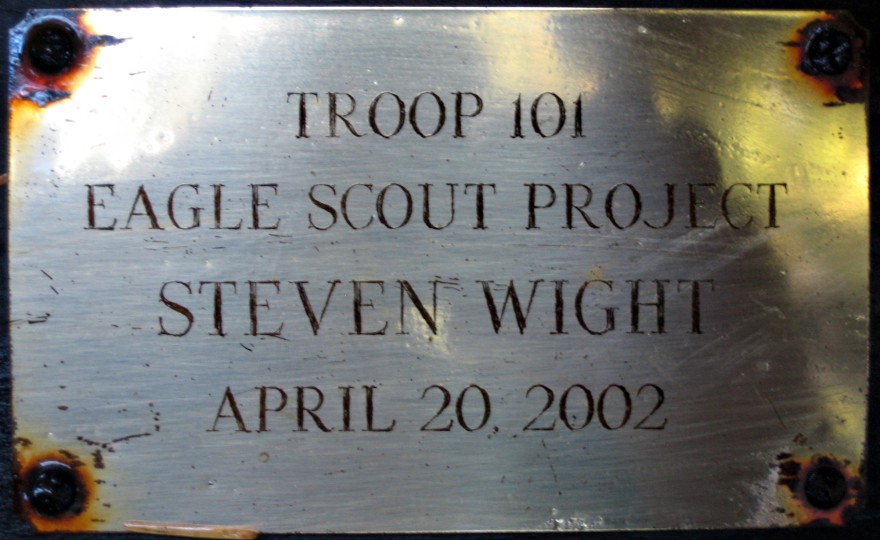 TROOP 101
EAGLE SCOUT PROJECT
STEVEN WIGHT
APRIL 20, 2002